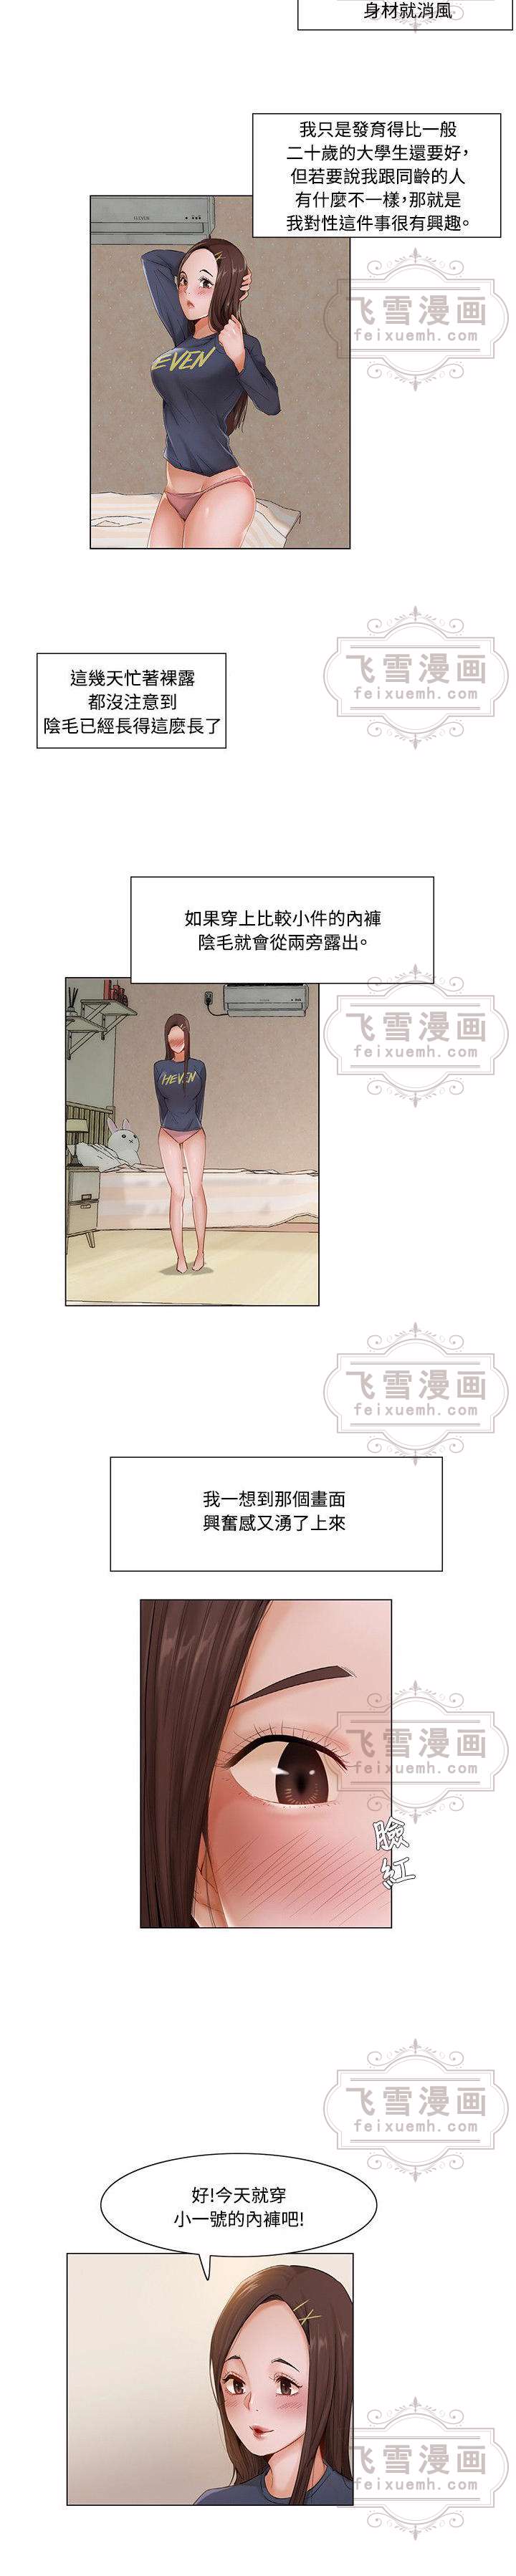 身材就消風
我只是發育得比一般
二十歲的大學生還要好，
但若要說我跟同齡的人
有什麼不一樣，那就是
我對性這件事很有興趣。
EVEN
飞雪漫画
feixuemh.com
這幾天忙著裸露
都沒注意到
陰毛已經長得這麼長了
飞雪漫画
feixuemh.com
如果穿上比較小件的內褲
陰毛就會從兩旁露出。
HEVEN
飞雪漫画
feixuemh.com
飞雪漫画
feixuemh.com
我一想到那個畫面
興奮感又湧了上來
飞雪漫画
feixuemh.com
臉紅
飞雪漫画
feixuemh.com
好！今天就穿
小一號的內褲吧！
飞雪漫画
feixuemh.com